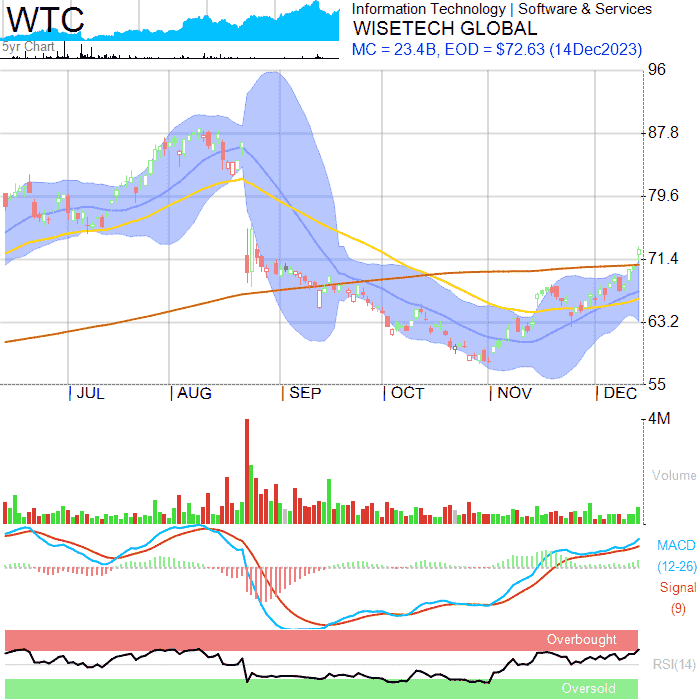 WTC
5yr Chart
Information Technology | Software & Services
WISETECH GLOBAL
MC = 23.4B, EOD = $72.63 (14Dec2023)
96
87.8
79.6
71.4
63.2
55
| JUL
| AUG
| SEP
| OCT
| NOV
| DEC
4M
Volume
MACD
(12-26)
Signal
(9)
Overbought
RSI(14)
Oversold